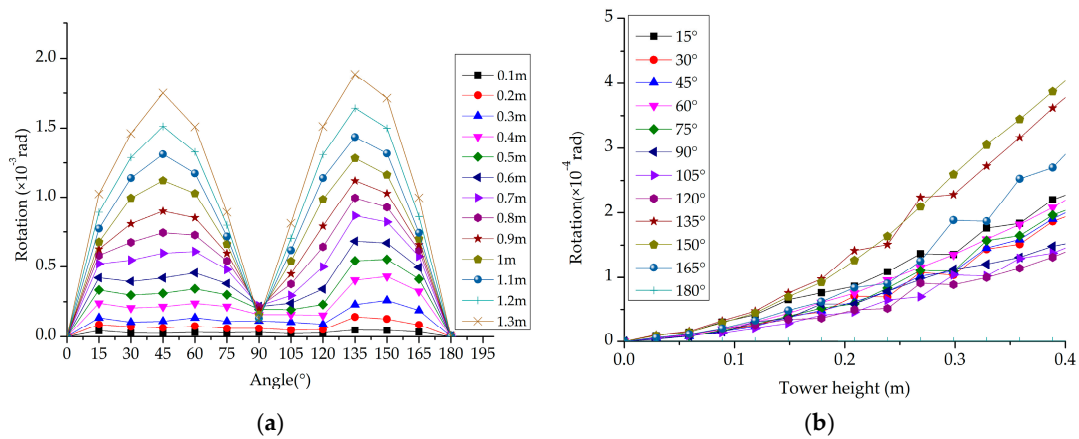 Rotation (×10⁻³ rad)
2.0
1.5
1.0
0.5
0.0
0 15 30 45 60 75 90 105 120 135 150 165 180 195
Angle(°)
0.1m
0.2m
0.3m
0.4m
0.5m
0.6m
0.7m
0.8m
0.9m
1m
1.1m
1.2m
1.3m
(a)
Rotation(×10⁻⁴ rad)
5
4
3
2
1
0
0.0 0.1 0.2 0.3 0.4
Tower height (m)
15°
30°
45°
60°
75°
90°
105°
120°
135°
150°
165°
180°
(b)